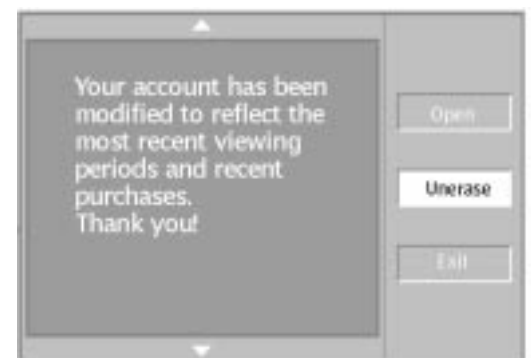 Your account has been
modified to reflect the
most recent viewing
periods and recent
purchases.
Thank you!
Open
Unerase
Exit